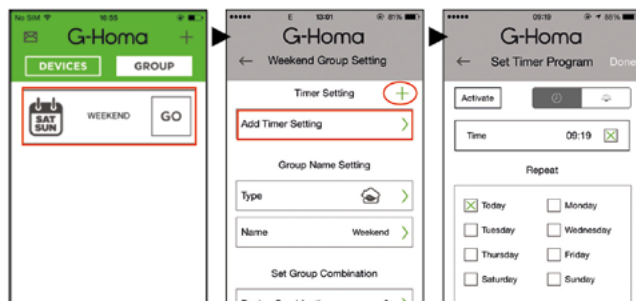 No SIM 16:55
G-Homa
DEVICES GROUP
SAT
SUN
WEEKEND GO
E 13:01 81%
G-Homa
Weekend Group Setting
Timer Setting
Add Timer Setting
Group Name Setting
Type
Name Weekend
Set Group Combination
09:19 88%
G-Homa
Set Timer Program Done
Activate
Time 09:19
Repeat
Today Monday
Tuesday Wednesday
Thursday Friday
Saturday Sunday